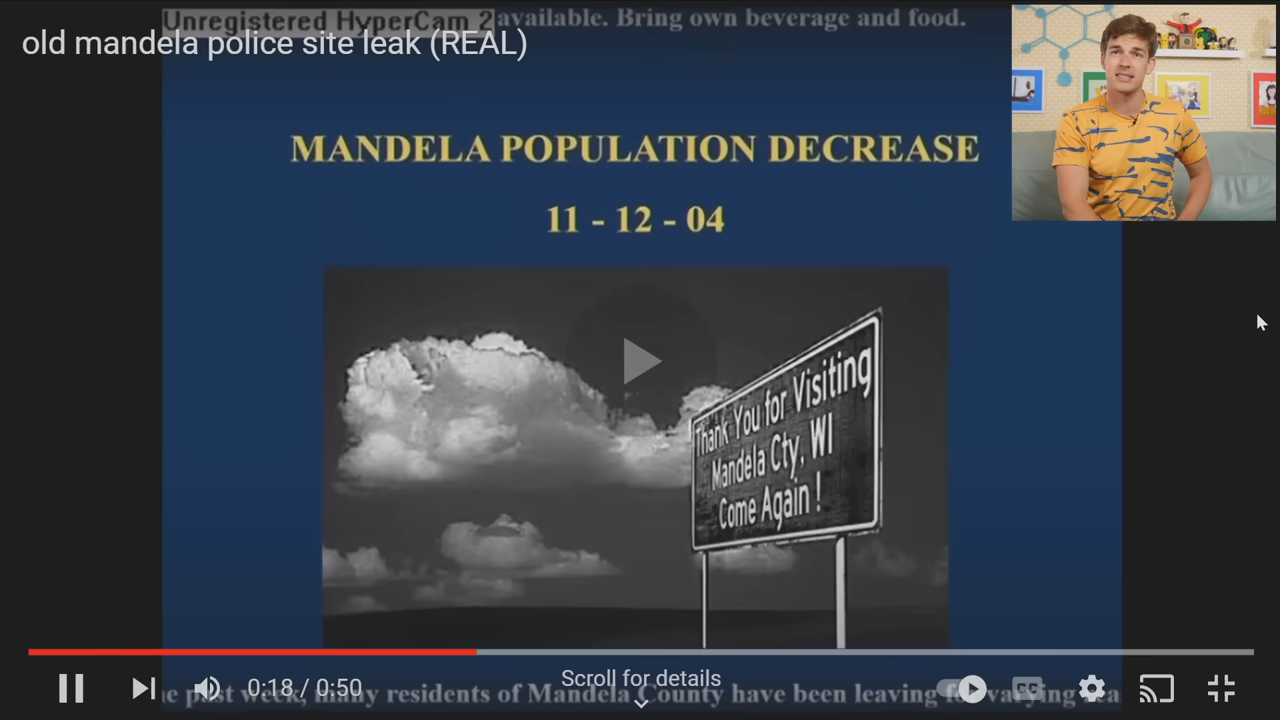 Unregistered HyperCam 2 available. Bring own beverage and food.
old mandela police site leak (REAL)
MANDELA POPULATION DECREASE
11 - 12 - 04
Thank You for Visiting
Mandela Cty, WI
Come Again !
Scroll for details
0:18 / 0:50
past week, many residents of Mandela County have been leaving varying
CC